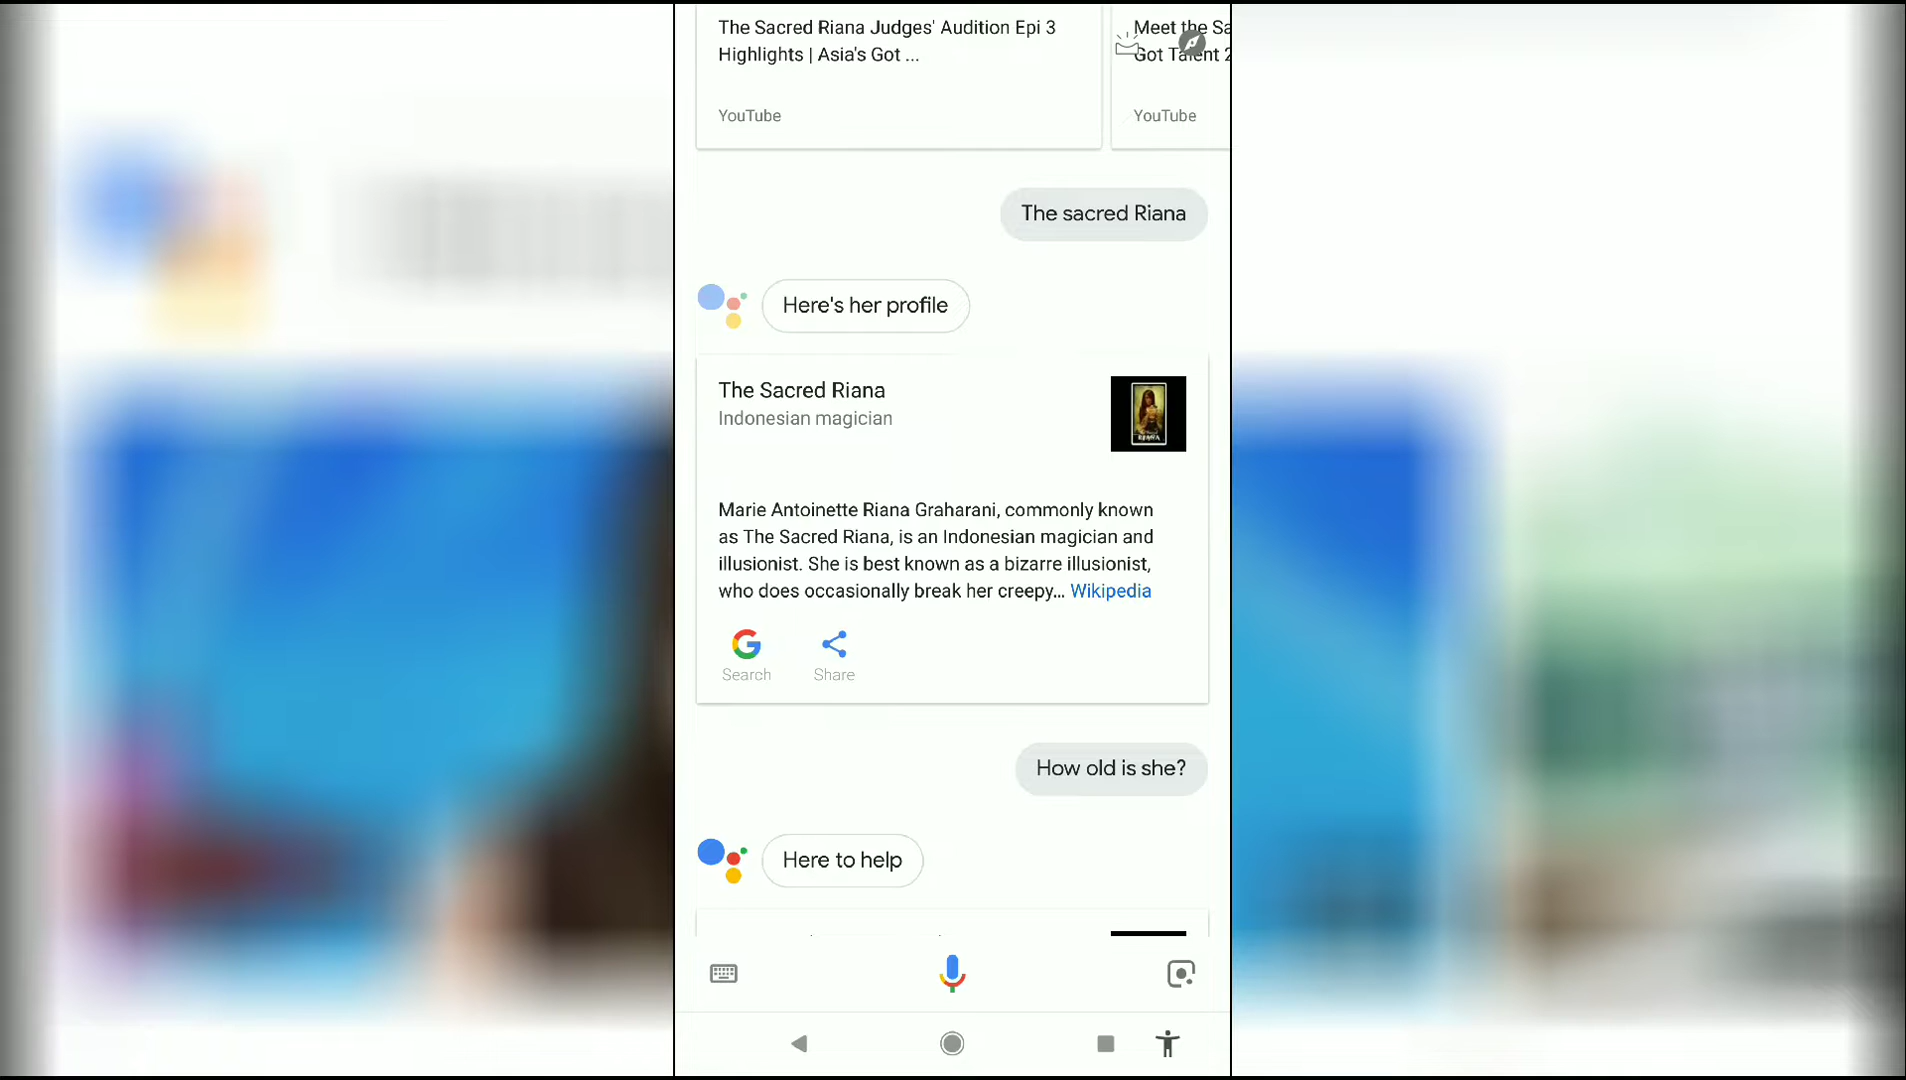 The Sacred Riana Judges' Audition Epi 3
Highlights | Asia's Got ...
YouTube
Meet the Sa
Got Talent 2
YouTube
The sacred Riana
Here's her profile
The Sacred Riana
Indonesian magician
RIANA
Marie Antoinette Riana Graharani, commonly known
as The Sacred Riana, is an Indonesian magician and
illusionist. She is best known as a bizarre illusionist,
who does occasionally break her creepy... Wikipedia
Search
Share
How old is she?
Here to help